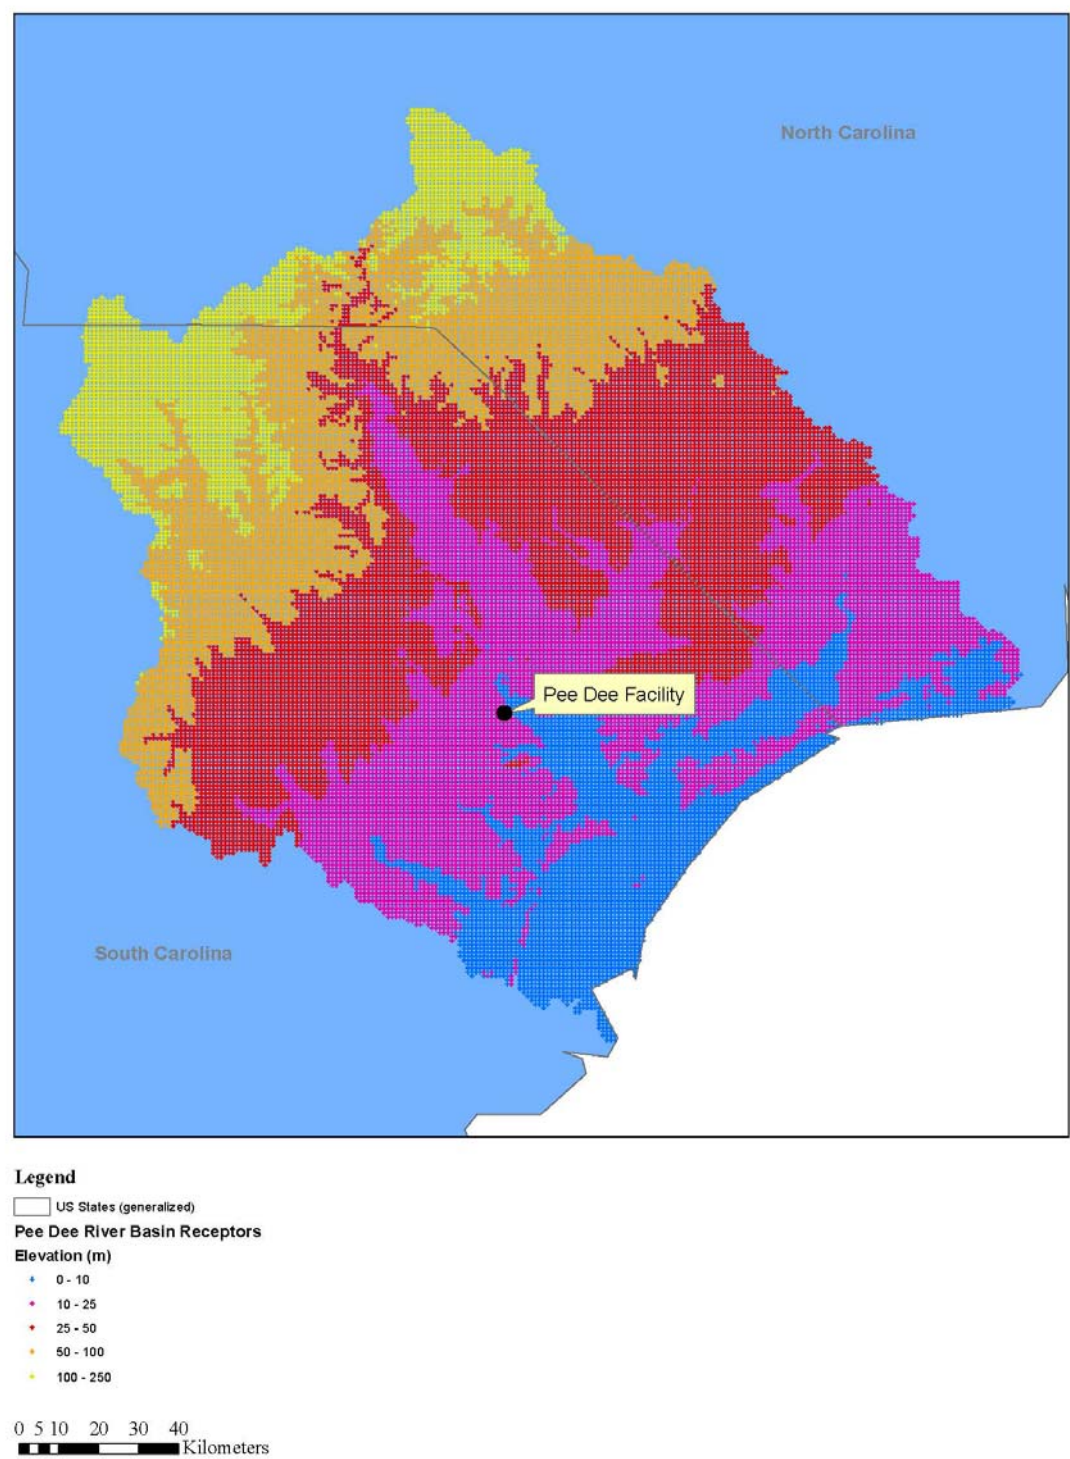 North Carolina
Pee Dee Facility
South Carolina
Legend
US States (generalized)
Pee Dee River Basin Receptors
Elevation (m)
0 - 10
10 - 25
25 - 50
50 - 100
100 - 250
0 5 10 20 30 40
Kilometers